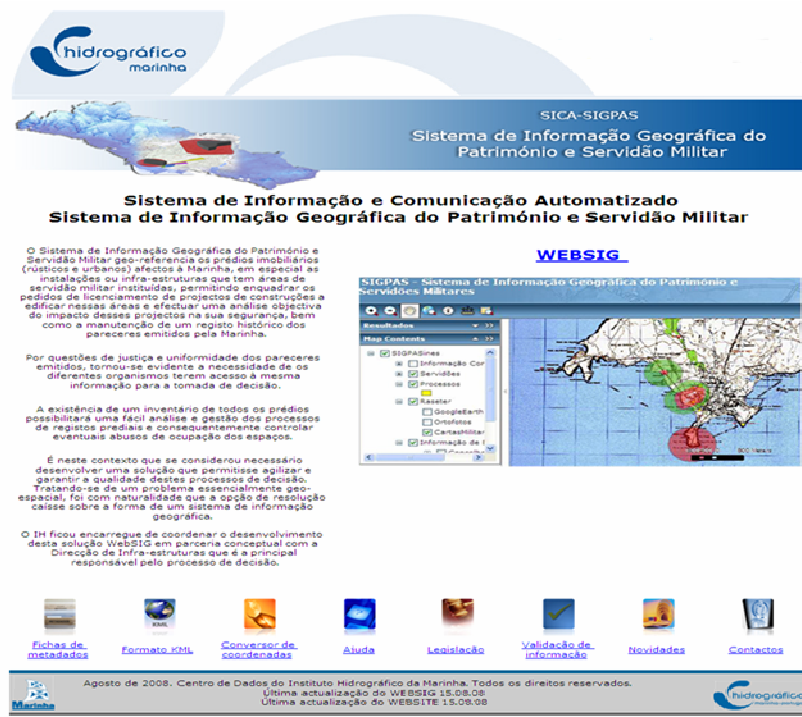 hidrográfico
marinha
SICA-SIGPAS
Sistema de Informação Geográfica do
Património e Servidão Militar
Sistema de Informação e Comunicação Automatizado
Sistema de Informação Geográfica do Património e Servidão Militar
O Sistema de Informação Geográfica do Património e
Servidão Militar geo-referencia os prédios imobiliários
(rústicos e urbanos) afectos à Marinha, em especial as
instalações ou infra-estruturas que tem áreas de
servidão militar instituídas, permitindo enquadrar os
pedidos de licenciamento de projectos de construções a
edificar nessas áreas e efectuar uma análise objectiva
do impacto desses projectos na sua segurança, bem
como a manutenção de um registo histórico dos
pareceres emitidos pela Marinha.
Por questões de justiça e uniformidade dos pareceres
emitidos, tornou-se evidente a necessidade de os
diferentes organismos terem acesso à mesma
informação para a tomada de decisão.
A existência de um inventário de todos os prédios
possibilitará uma fácil análise e gestão dos processos
de registos prediais e consequentemente controlar
eventuais abusos de ocupação dos espaços.
É neste contexto que se considerou necessário
desenvolver uma solução que permitisse agilizar e
garantir a qualidade destes processos de decisão.
Tratando-se de um problema essencialmente geo-
espacial, foi com naturalidade que a opção de resolução
caísse sobre a forma de um sistema de informação
geográfica.
O IH ficou encarregue de coordenar o desenvolvimento
desta solução WebSIG em parceria conceptual com a
Direcção de Infra-estruturas que é a principal
responsável pelo processo de decisão.
WEBSIG
SIGPAS - Sistema de Informação Geográfica do Património e
Servidões Militares
Resultados
Map Contents
SIGPASines
Informação Cor
Servidões
Processos
Raseter
GoogleEarth
Ortofotos
CartasMilitar
Informação de
Fichas de
metadados
Formato KML
KML
Conversor de
coordenadas
Ajuda
Legislação
Validação de
informação
Novidades
Contactos
Marinha
Agosto de 2008. Centro de Dados do Instituto Hidrográfico da Marinha. Todos os direitos reservados.
Última actualização do WEBSIG 15.08.08
Última actualização do WEBSITE 15.08.08
hidrográfico